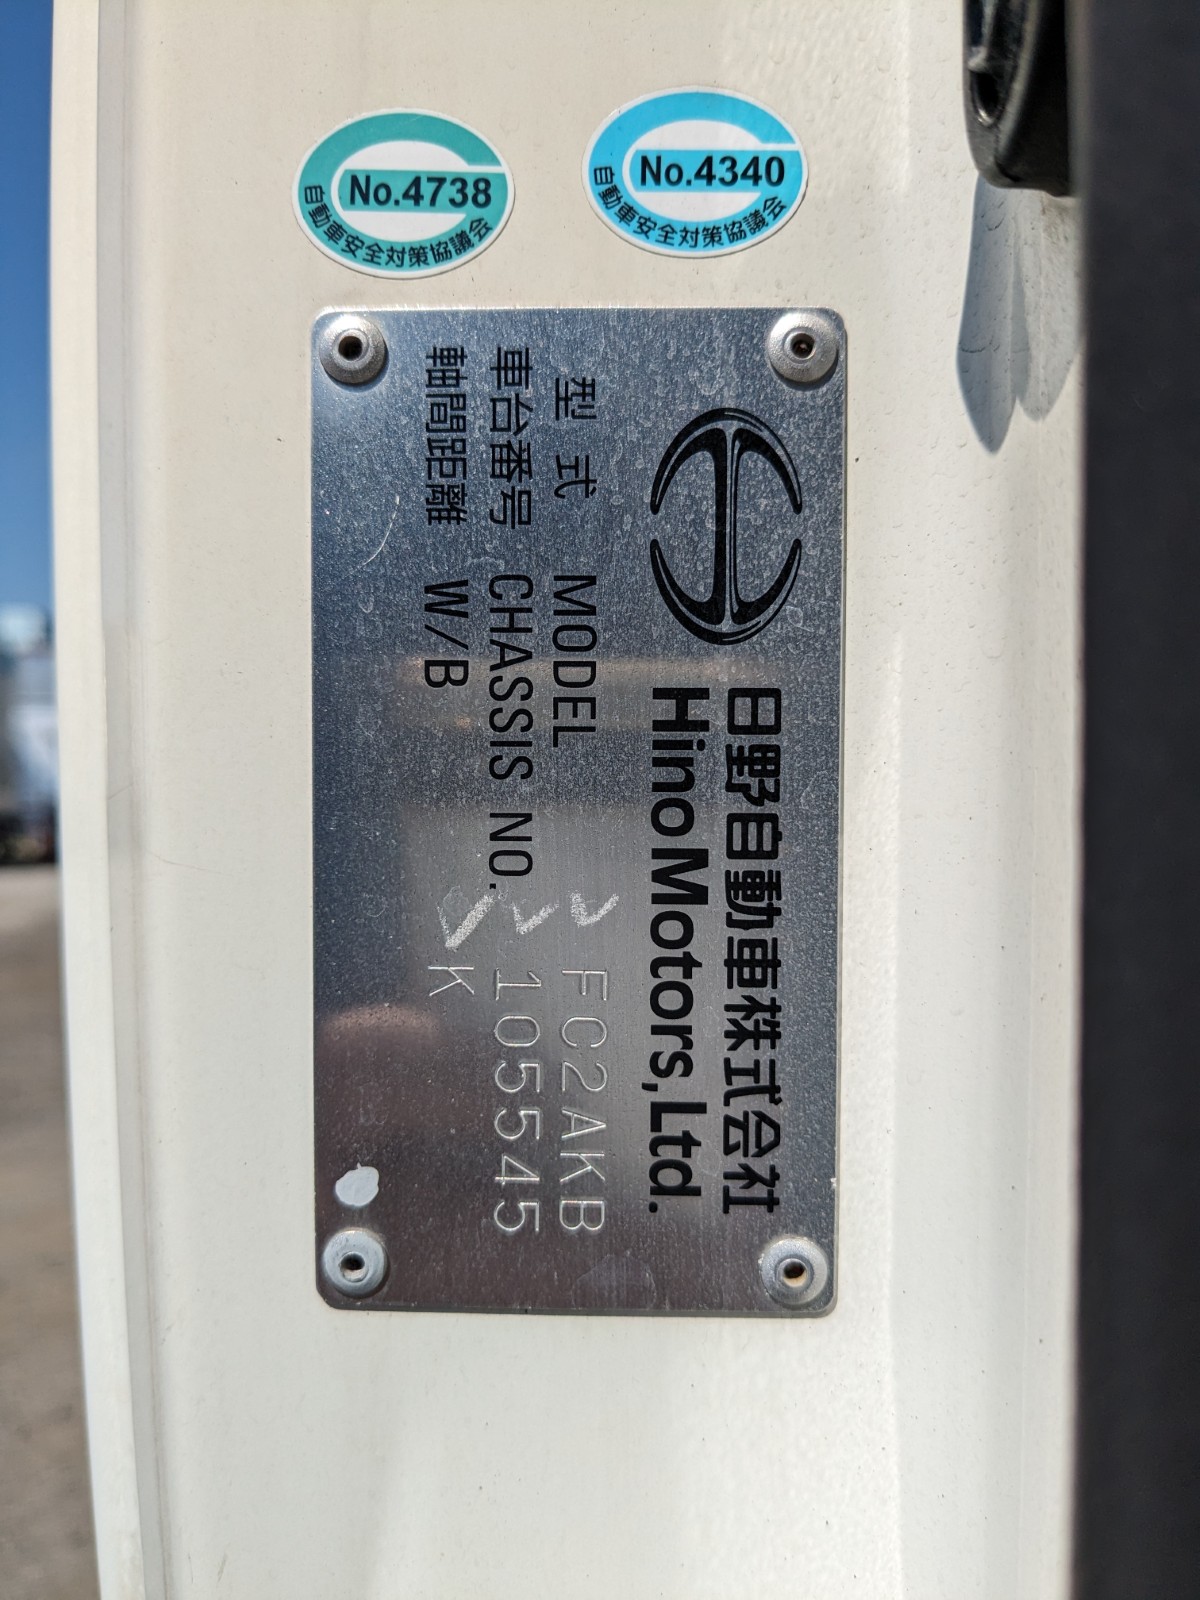 No.4738
自動車安全対策協議会
No.4340
自動車安全対策協議会
日野自動車株式会社
Hino Motors, Ltd.
型式 MODEL FC2AKB
車台番号 CHASSIS NO. 105545
軸間距離 W/B K